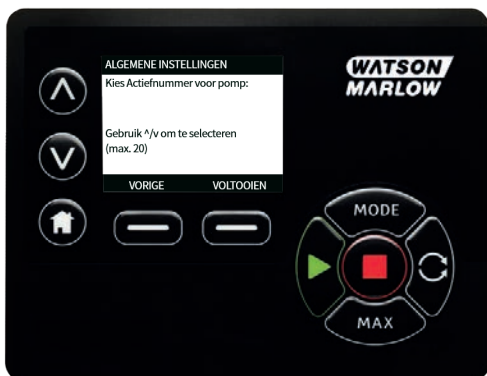 ALGEMENE INSTELLINGEN
Kies Actiefnummer voor pomp:
Gebruik ^/v om te selecteren
(max. 20)
VORIGE VOLTOOIEN
WATSON
MARLOW
MODE
MAX